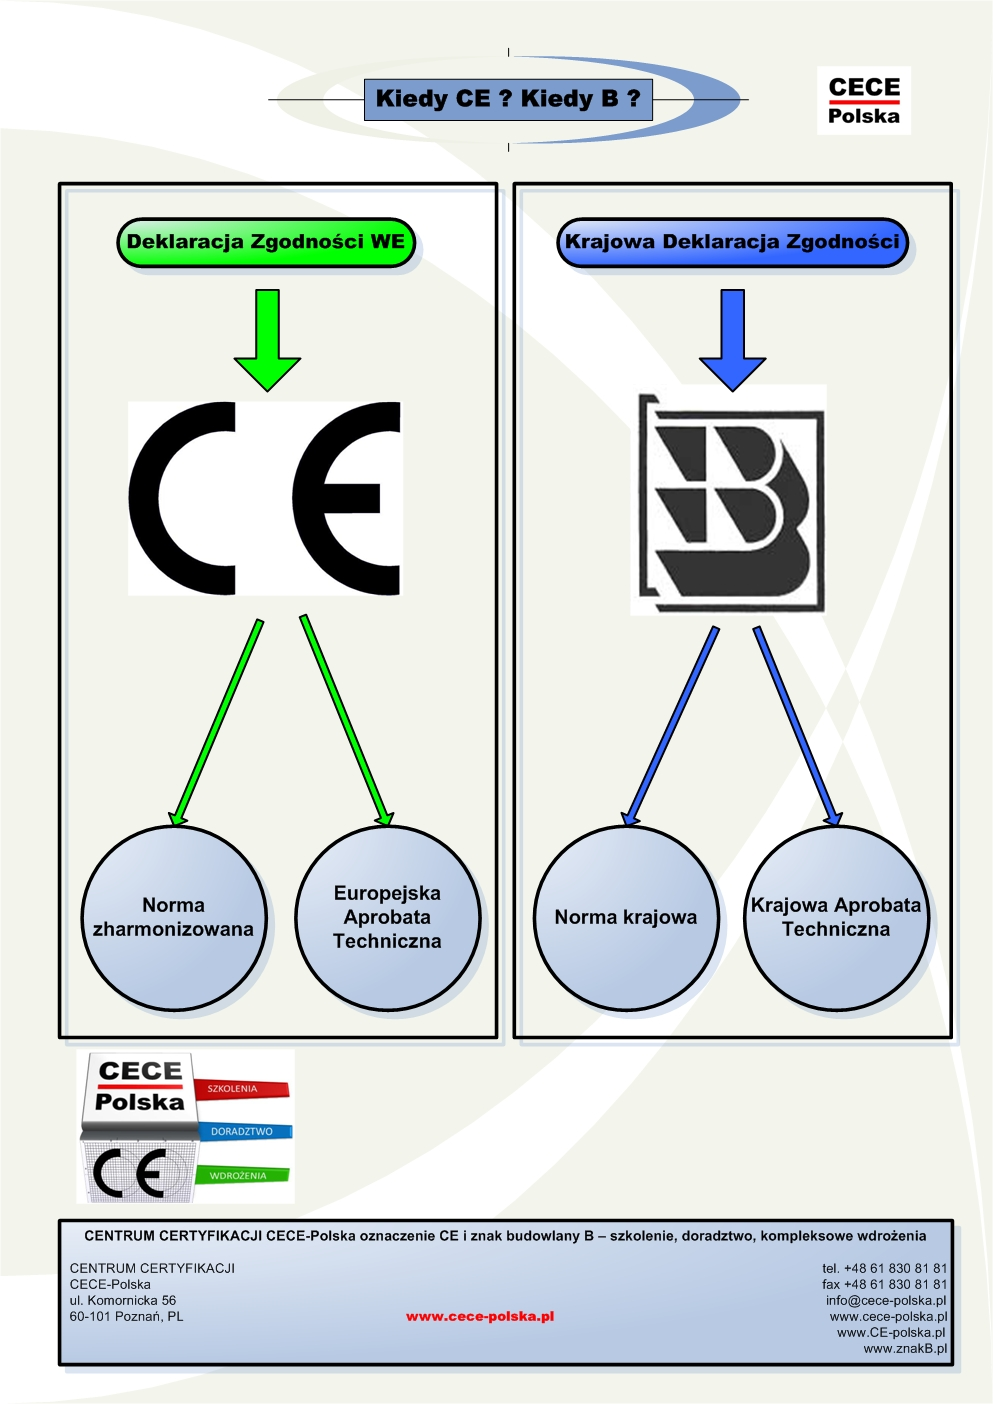 Kiedy CE ? Kiedy B ?
CECE
Polska
Deklaracja Zgodności WE
Krajowa Deklaracja Zgodności
CE
B
Norma
zharmonizowana
Europejska
Aprobata
Techniczna
Norma krajowa
Krajowa Aprobata
Techniczna
CECE
Polska
SZKOLENIA
DORADZTWO
WDROŻENIA
CE
CENTRUM CERTYFIKACJI CECE-Polska oznaczenie CE i znak budowlany B – szkolenie, doradztwo, kompleksowe wdrożenia
CENTRUM CERTYFIKACJI
CECE-Polska
ul. Komornicka 56
60-101 Poznań, PL
www.cece-polska.pl
tel. +48 61 830 81 81
fax +48 61 830 81 81
info@cece-polska.pl
www.cece-polska.pl
www.CE-polska.pl
www.znakB.pl